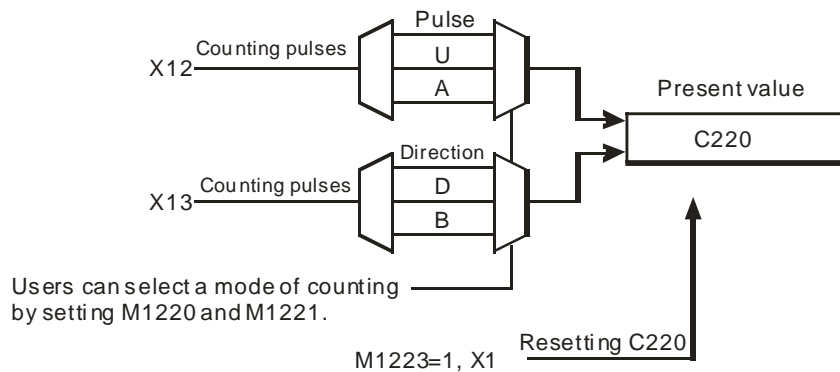 Pulse
Counting pulses
X12
U
A
Present value
C220
Direction
Counting pulses
X13
D
B
Users can select a mode of counting
by setting M1220 and M1221.
Resetting C220
M1223=1, X1